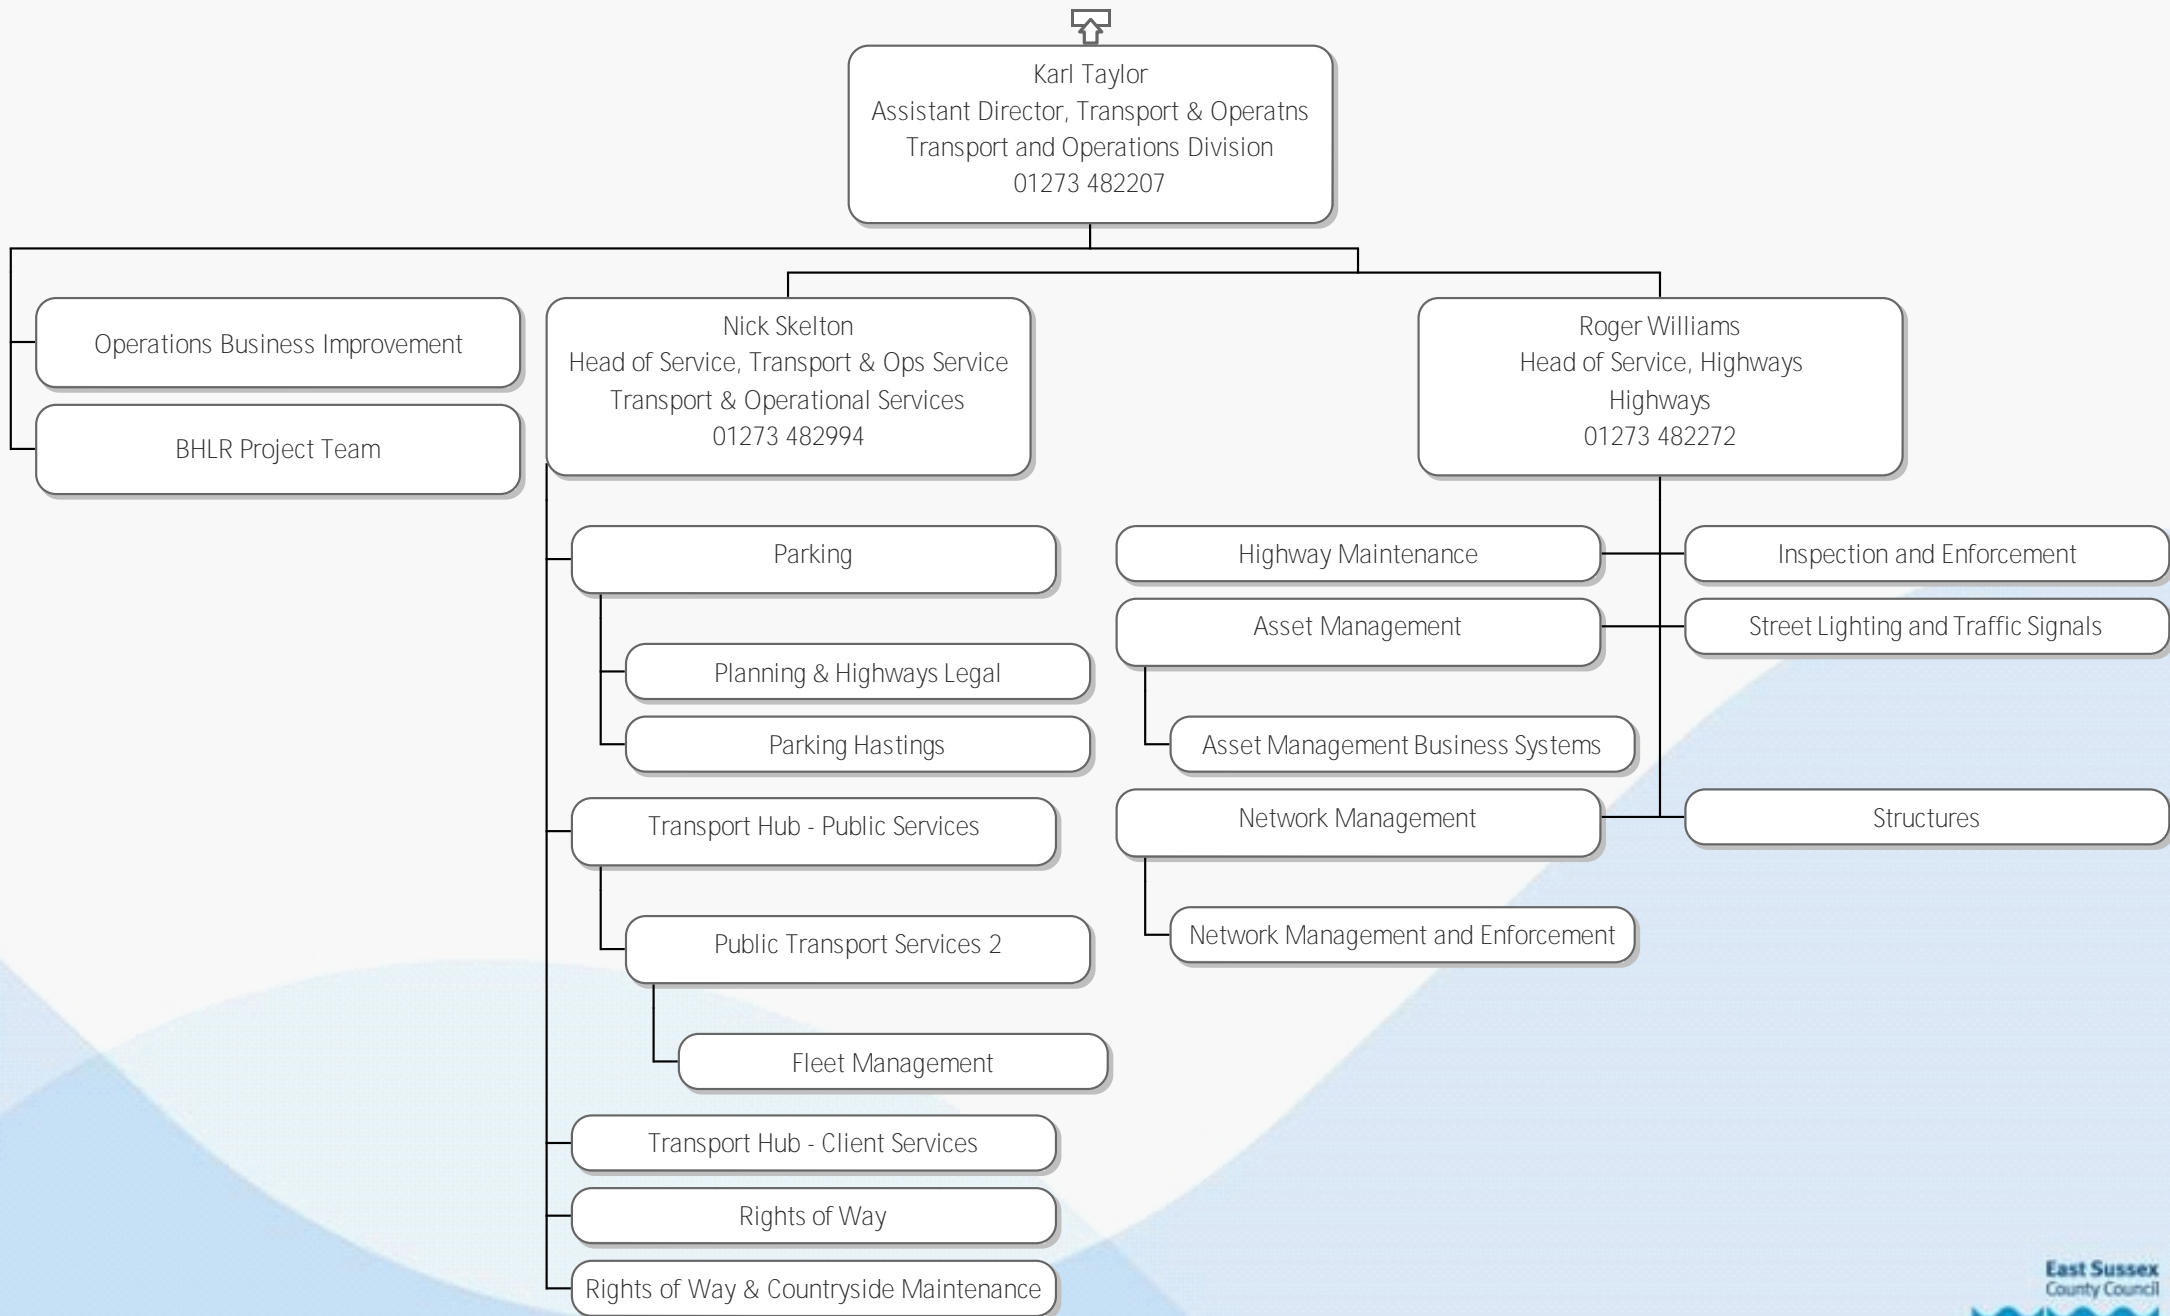 Karl Taylor
Assistant Director, Transport & Operatns
Transport and Operations Division
01273 482207
Operations Business Improvement
BHLR Project Team
Nick Skelton
Head of Service, Transport & Ops Service
Transport & Operational Services
01273 482994
Roger Williams
Head of Service, Highways
Highways
01273 482272
Parking
Planning & Highways Legal
Parking Hastings
Transport Hub - Public Services
Public Transport Services 2
Fleet Management
Transport Hub - Client Services
Rights of Way
Rights of Way & Countryside Maintenance
Highway Maintenance
Inspection and Enforcement
Asset Management
Street Lighting and Traffic Signals
Asset Management Business Systems
Network Management
Structures
Network Management and Enforcement
East Sussex
County Council